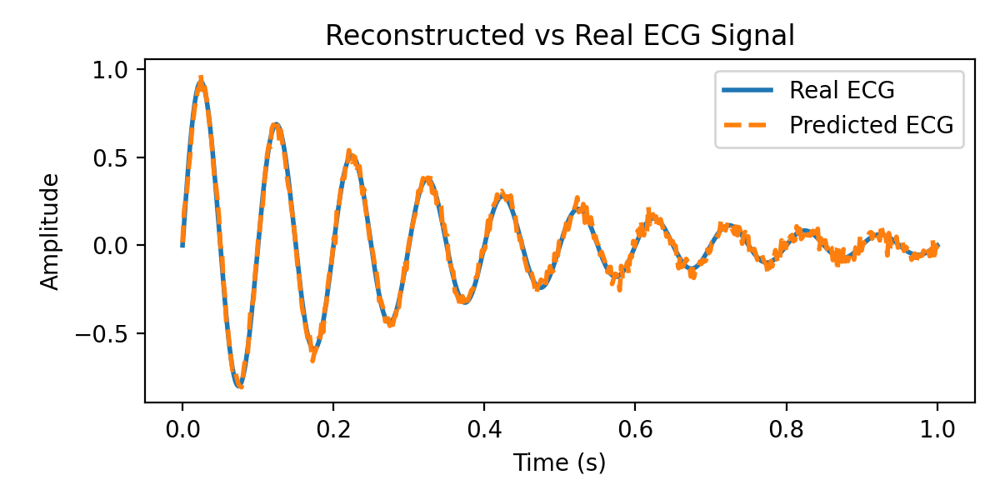 Reconstructed vs Real ECG Signal
Real ECG
Predicted ECG
Amplitude
1.0
0.5
0.0
−0.5
0.0 0.2 0.4 0.6 0.8 1.0
Time (s)